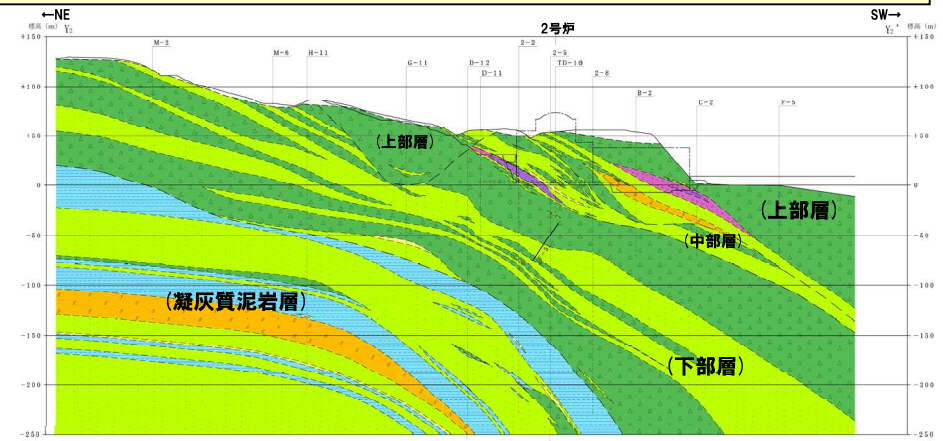 ←NE
SW→
標高 (m) Y₂
2号炉
Y₂' 標高 (m)
+150
+150
M-2
M-6
H-11
G-11
D-12
D-11
2-2
2-5
TD-10
2-8
B-2
C-2
F-5
+100
+100
+50
+50
(上部層)
0
0
(上部層)
-50
-50
(中部層)
-100
-100
(凝灰質泥岩層)
-150
-150
(下部層)
-200
-200
-250
-250